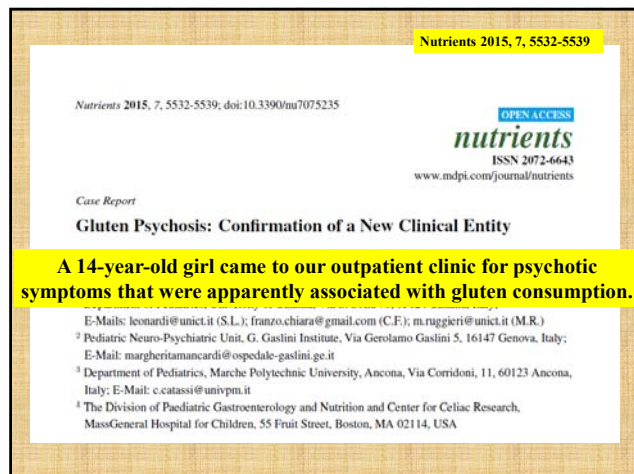 Nutrients 2015, 7, 5532-5539
Nutrients 2015, 7, 5532-5539; doi:10.3390/nu7075235
OPEN ACCESS
nutrients
ISSN 2072-6643
www.mdpi.com/journal/nutrients
Case Report
Gluten Psychosis: Confirmation of a New Clinical Entity
A 14-year-old girl came to our outpatient clinic for psychotic
symptoms that were apparently associated with gluten consumption.
E-Mails: leonardi@unict.it (S.L.); franzo.chiara@gmail.com (C.F.); m.ruggieri@unict.it (M.R.)
2 Pediatric Neuro-Psychiatric Unit, G. Gaslini Institute, Via Gerolamo Gaslini 5, 16147 Genova, Italy;
E-Mail: margheritamancardi@ospedale-gaslini.ge.it
3 Department of Pediatrics, Marche Polytechnic University, Ancona, Via Corridoni, 11, 60123 Ancona,
Italy; E-Mail: c.catassi@univpm.it
4 The Division of Paediatric Gastroenterology and Nutrition and Center for Celiac Research,
MassGeneral Hospital for Children, 55 Fruit Street, Boston, MA 02114, USA